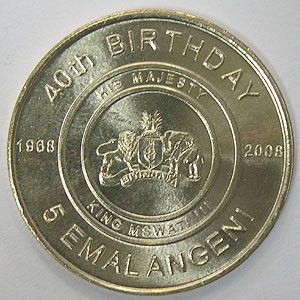 40th BIRTHDAY
HIS MAJESTY
1968 2008
KING MSWATI III
5 EMALANGENI